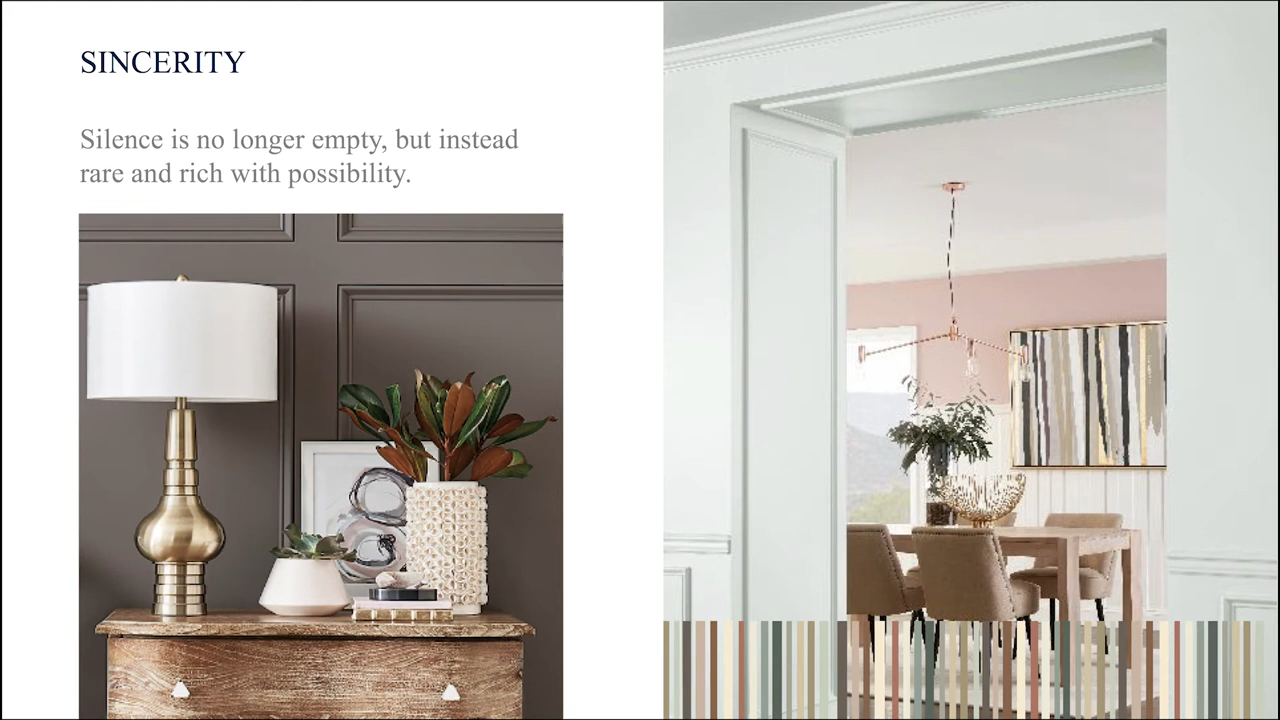 SINCERITY
Silence is no longer empty, but instead
rare and rich with possibility.